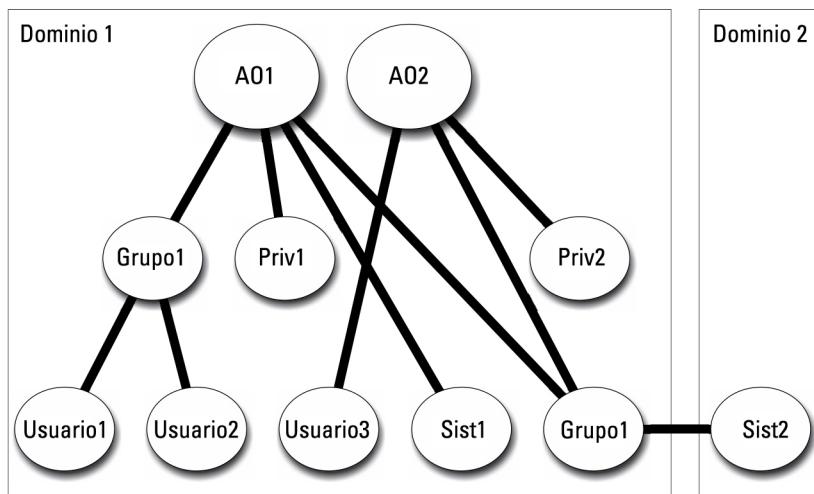 Dominio 1
Dominio 2
AO1
AO2
Grupo1
Priv1
Priv2
Usuario1
Usuario2
Usuario3
Sist1
Grupo1
Sist2